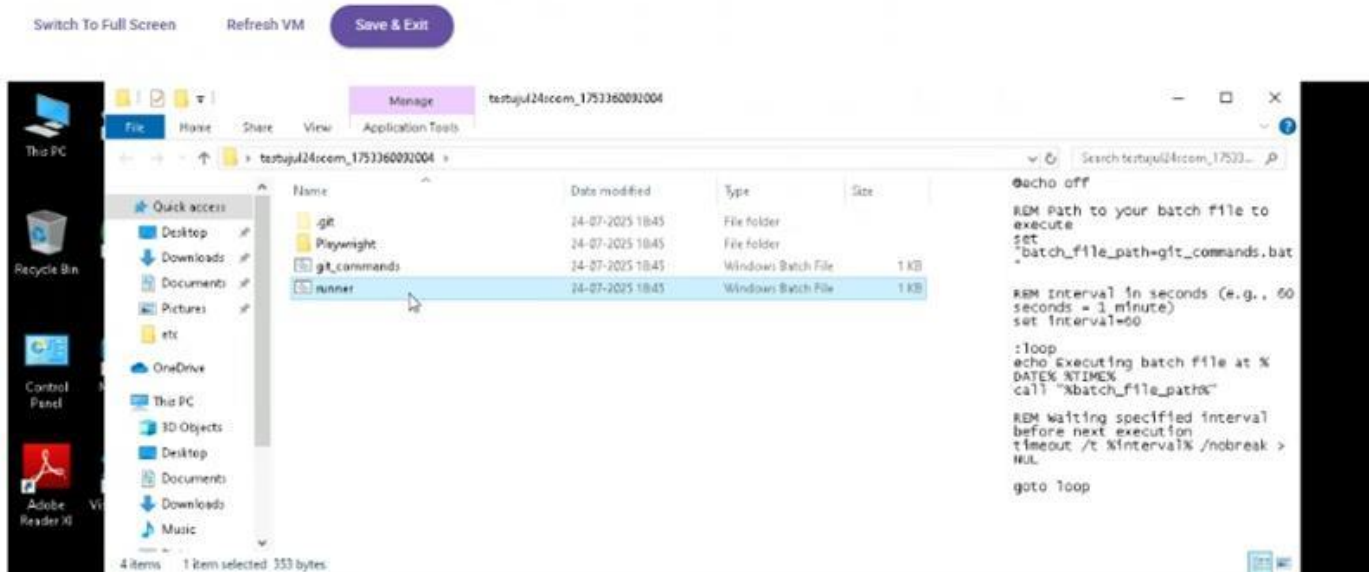 Switch To Full Screen Refresh VM Save & Exit
Manage testujul24scom_1753360092004
File Home Share View Application Tools
This PC
testujul24scom_1753360092004 Search testujul24scom_17533...
Name Date modified Type Size
Quick access
Desktop
Downloads
Documents
Pictures
etc
OneDrive
This PC
3D Objects
Desktop
Documents
Downloads
Music
.git 24-07-2025 18:45 File folder
Playwright 24-07-2025 18:45 File folder
git_commands 24-07-2025 18:45 Windows Batch File 1 KB
runner 24-07-2025 18:45 Windows Batch File 1 KB
@echo off
REM Path to your batch file to
execute
set
"batch_file_path=git_commands.bat
"
REM Interval in seconds (e.g., 60
seconds = 1 minute)
set interval=60
:loop
echo Executing batch file at %
DATE% %TIME%
call "%batch_file_path%"
REM Waiting specified interval
before next execution
timeout /t %interval% /nobreak >
NUL
goto loop
Recycle Bin
Control
Panel
Adobe
Reader XI
4 items 1 item selected 353 bytes